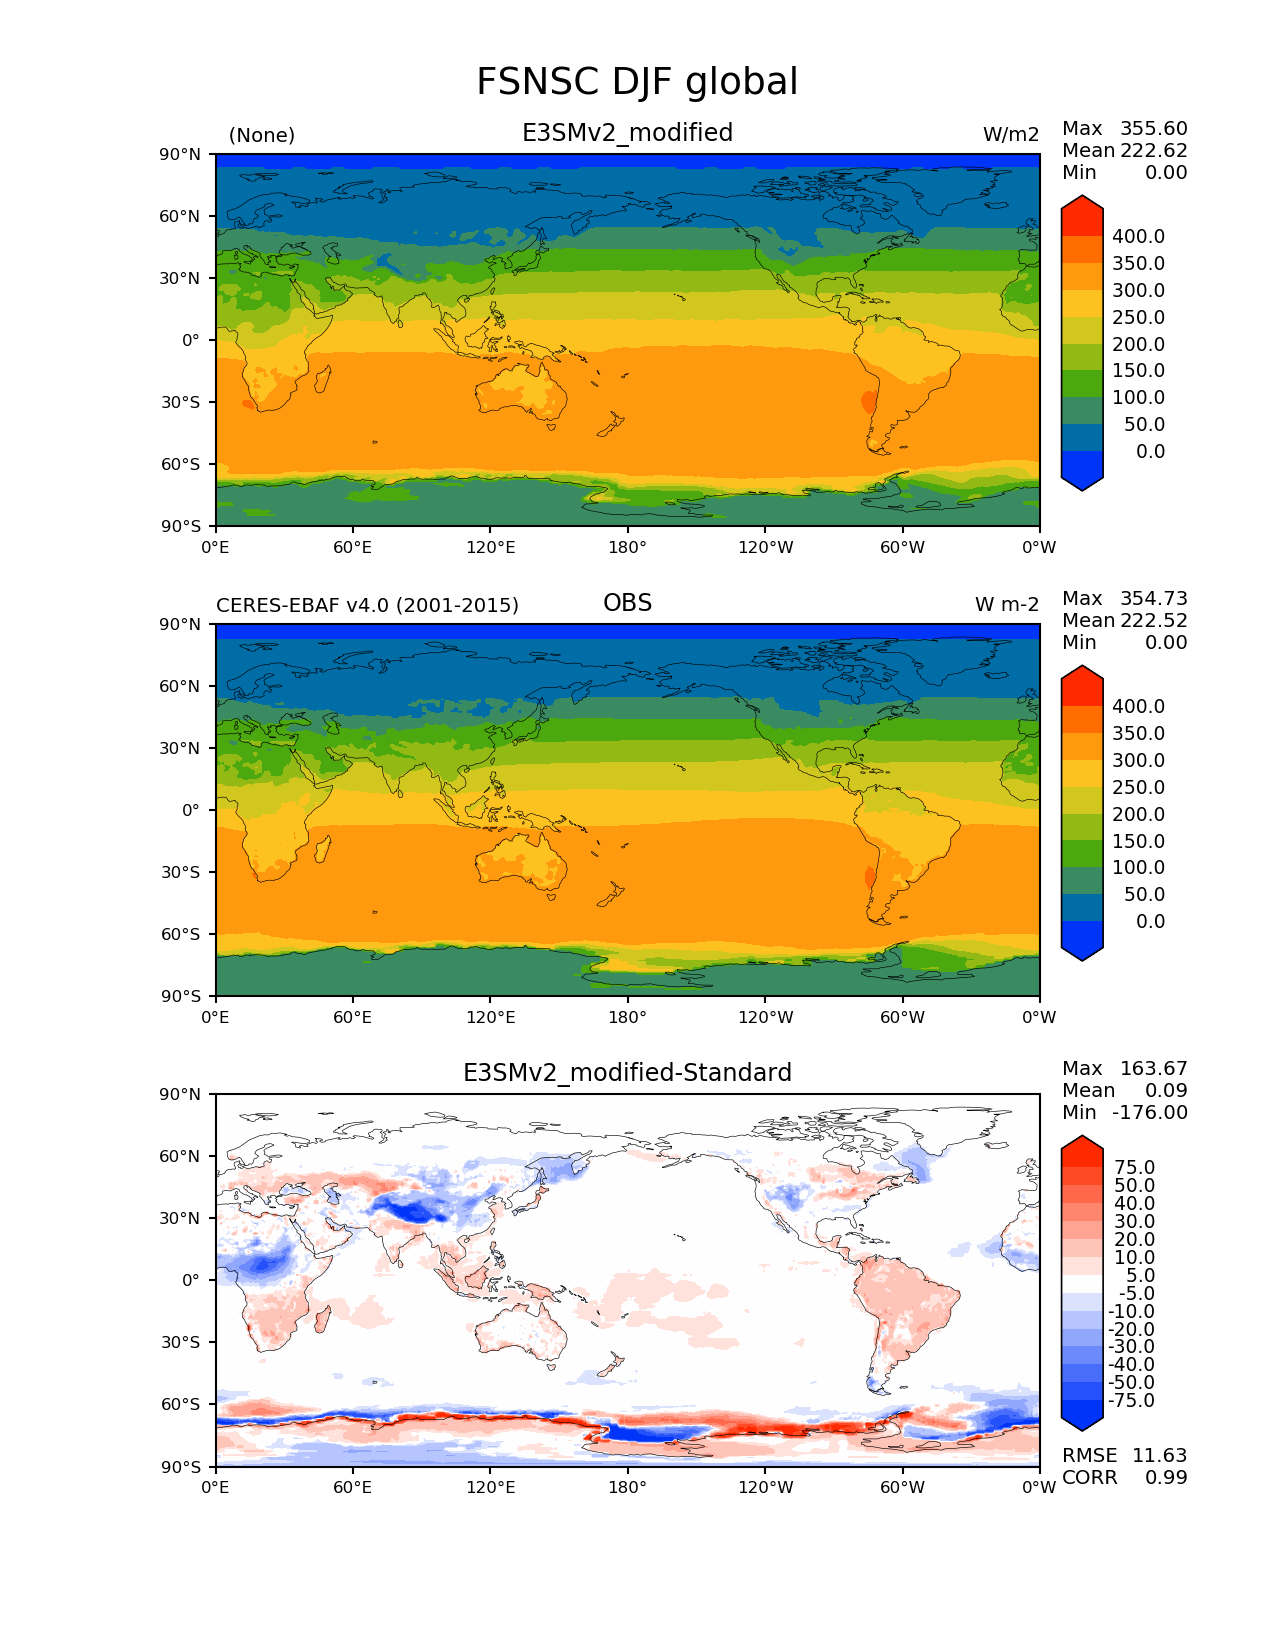 FSNSC DJF global
(None) E3SMv2_modified W/m2
Max 355.60
Mean 222.62
Min 0.00
90°N
60°N
30°N
0°
30°S
60°S
90°S
0°E 60°E 120°E 180° 120°W 60°W 0°W
400.0
350.0
300.0
250.0
200.0
150.0
100.0
50.0
0.0
CERES-EBAF v4.0 (2001-2015) OBS W m-2
Max 354.73
Mean 222.52
Min 0.00
90°N
60°N
30°N
0°
30°S
60°S
90°S
0°E 60°E 120°E 180° 120°W 60°W 0°W
400.0
350.0
300.0
250.0
200.0
150.0
100.0
50.0
0.0
E3SMv2_modified-Standard
Max 163.67
Mean 0.09
Min -176.00
90°N
60°N
30°N
0°
30°S
60°S
90°S
0°E 60°E 120°E 180° 120°W 60°W 0°W
75.0
50.0
40.0
30.0
20.0
10.0
5.0
-5.0
-10.0
-20.0
-30.0
-40.0
-50.0
-75.0
RMSE 11.63
CORR 0.99